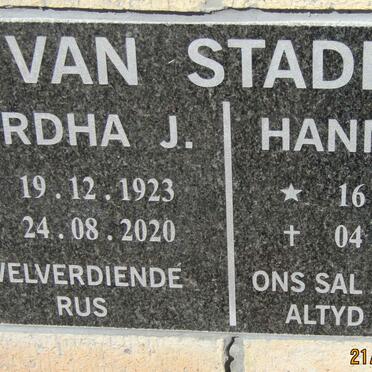 VAN STAD
RDHA J.
19.12.1923
24.08.2020
WELVERDIENDE
RUS
HANN
★ 16
✝ 04
ONS SAL
ALTYD
21